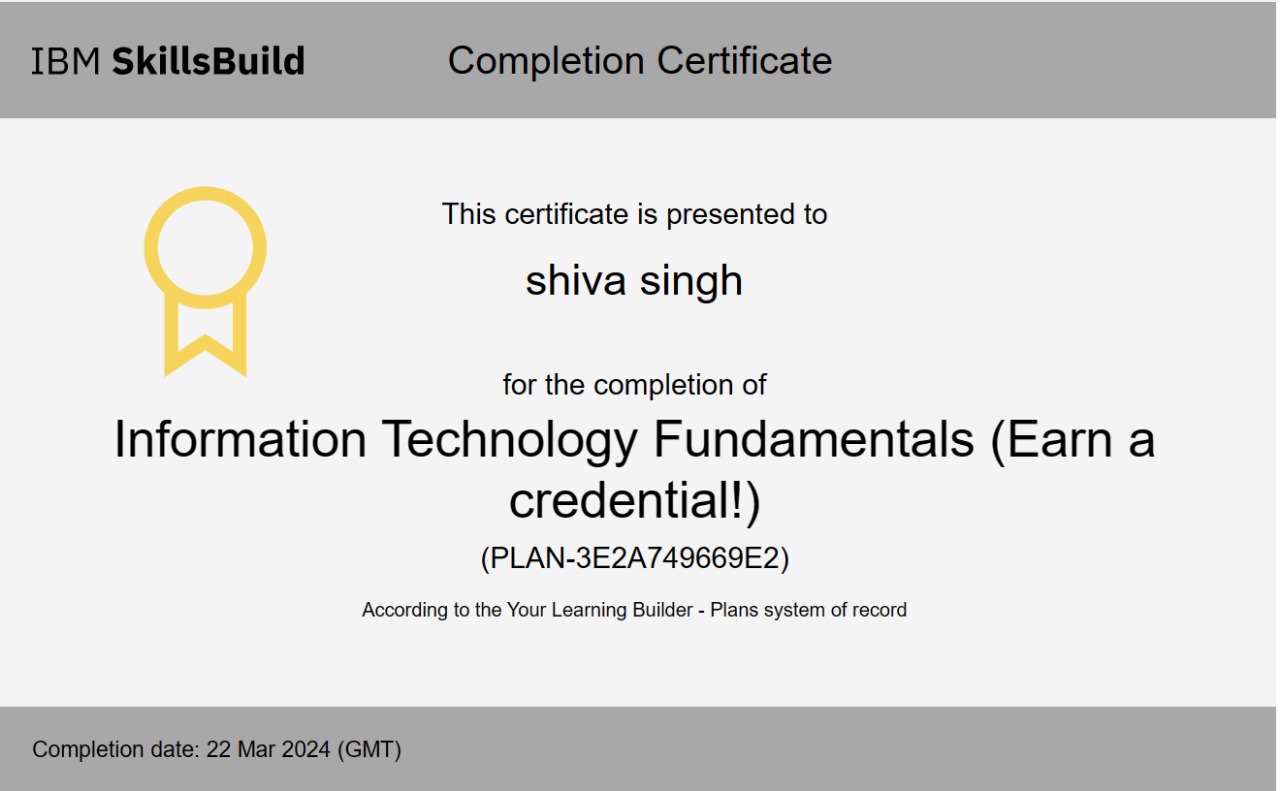 IBM SkillsBuild
Completion Certificate
This certificate is presented to
shiva singh
for the completion of
Information Technology Fundamentals (Earn a
credential!)
(PLAN-3E2A749669E2)
According to the Your Learning Builder - Plans system of record
Completion date: 22 Mar 2024 (GMT)